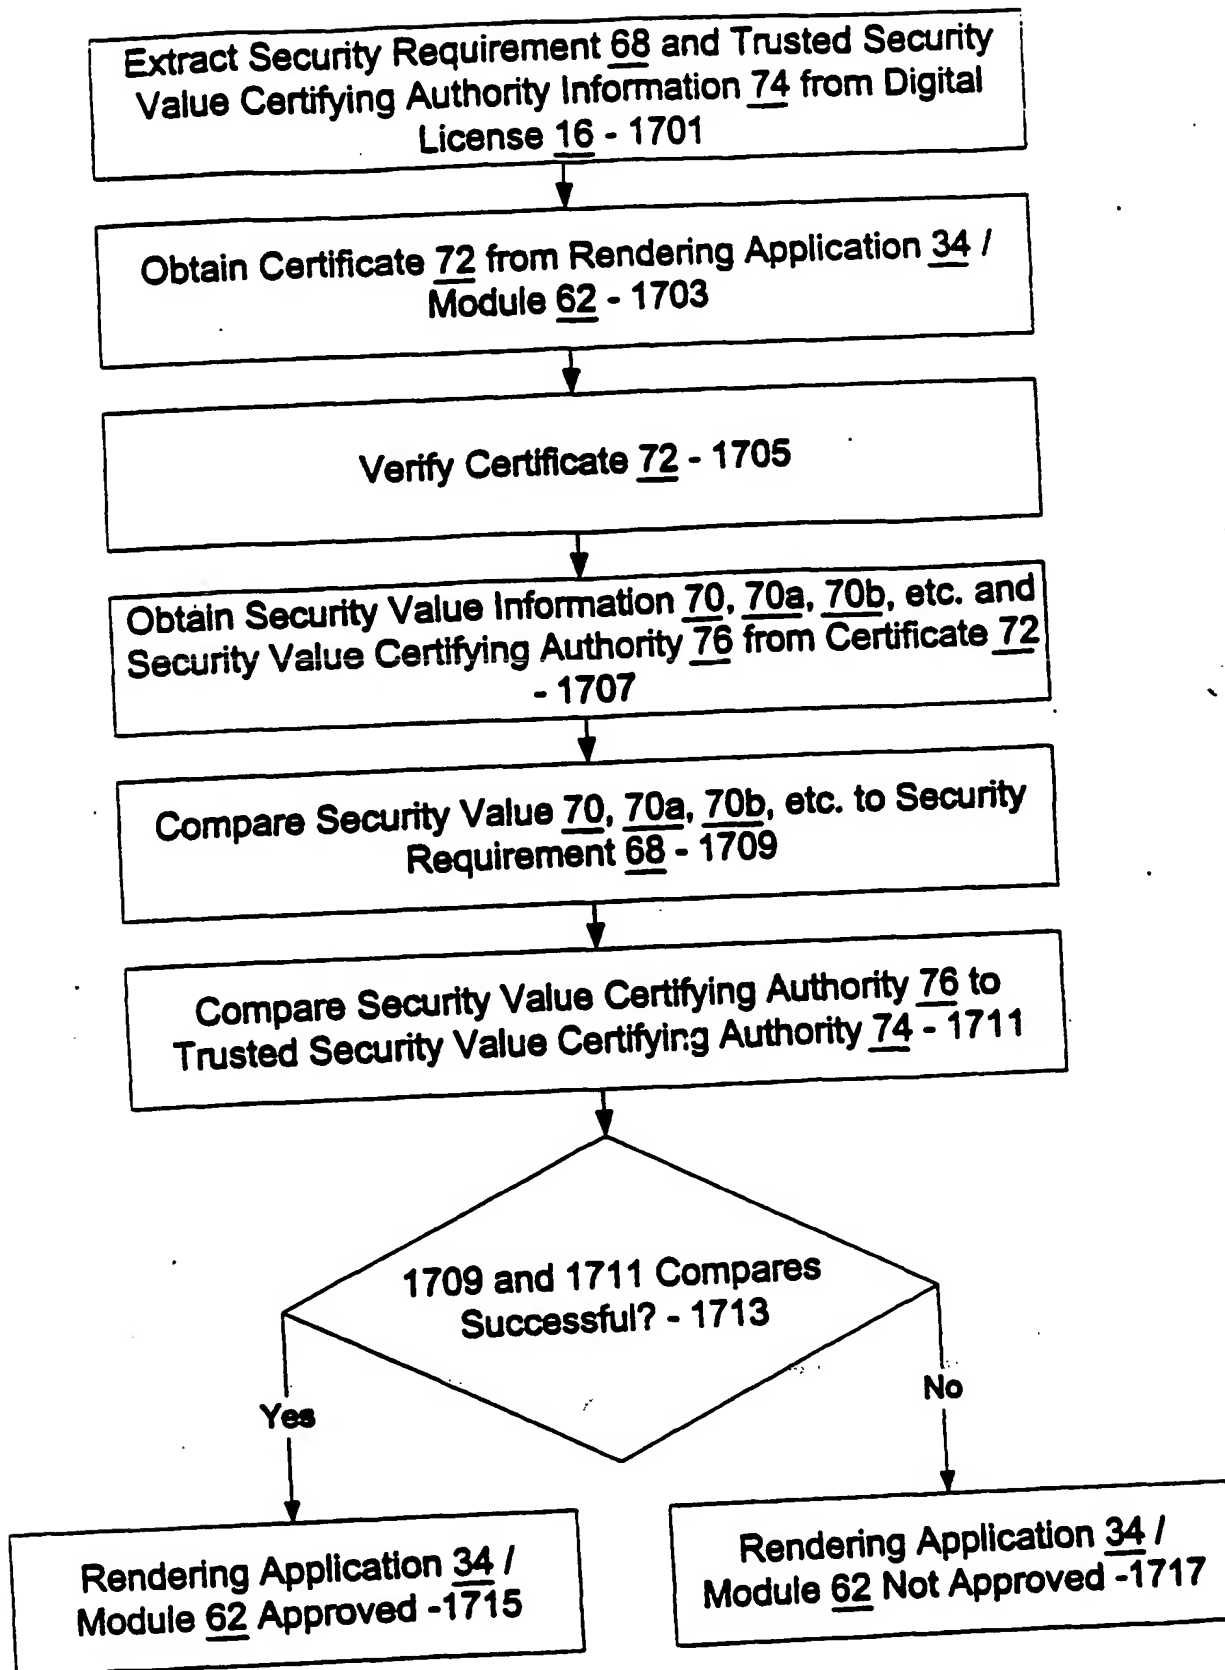 Extract Security Requirement 68 and Trusted Security
Value Certifying Authority Information 74 from Digital
License 16 - 1701
Obtain Certificate 72 from Rendering Application 34 /
Module 62 - 1703
Verify Certificate 72 - 1705
Obtain Security Value Information 70, 70a, 70b, etc. and
Security Value Certifying Authority 76 from Certificate 72
- 1707
Compare Security Value 70, 70a, 70b, etc. to Security
Requirement 68 - 1709
Compare Security Value Certifying Authority 76 to
Trusted Security Value Certifying Authority 74 - 1711
1709 and 1711 Compares
Successful? - 1713
Yes
No
Rendering Application 34 /
Module 62 Approved -1715
Rendering Application 34 /
Module 62 Not Approved -1717